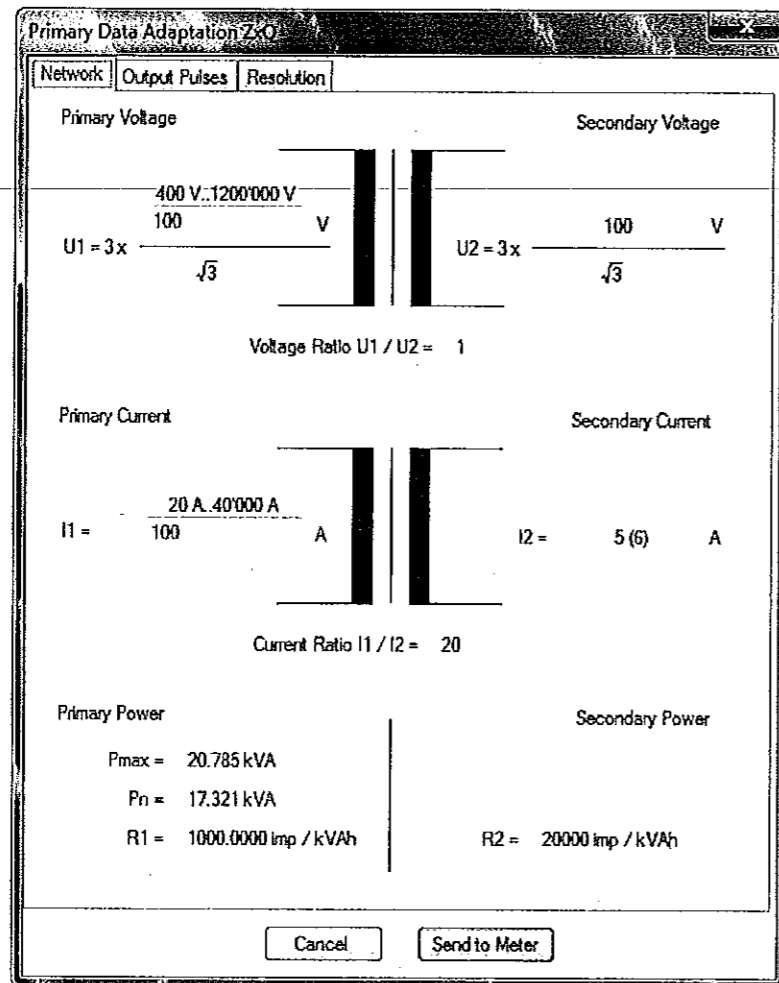 Primary Data Adaptation ZxQ
Network
Output Pulses
Resolution
Primary Voltage
Secondary Voltage
400 V..1200'000 V
U1 = 3 x
100
V
√3
U2 = 3 x
100
V
√3
Voltage Ratio U1 / U2 = 1
Primary Current
Secondary Current
20 A..40'000 A
I1 =
100
A
I2 = 5 (6) A
Current Ratio I1 / I2 = 20
Primary Power
Secondary Power
Pmax = 20.785 kVA
Pn = 17.321 kVA
R1 = 1000.0000 imp / kVAh
R2 = 20000 imp / kVAh
Cancel
Send to Meter